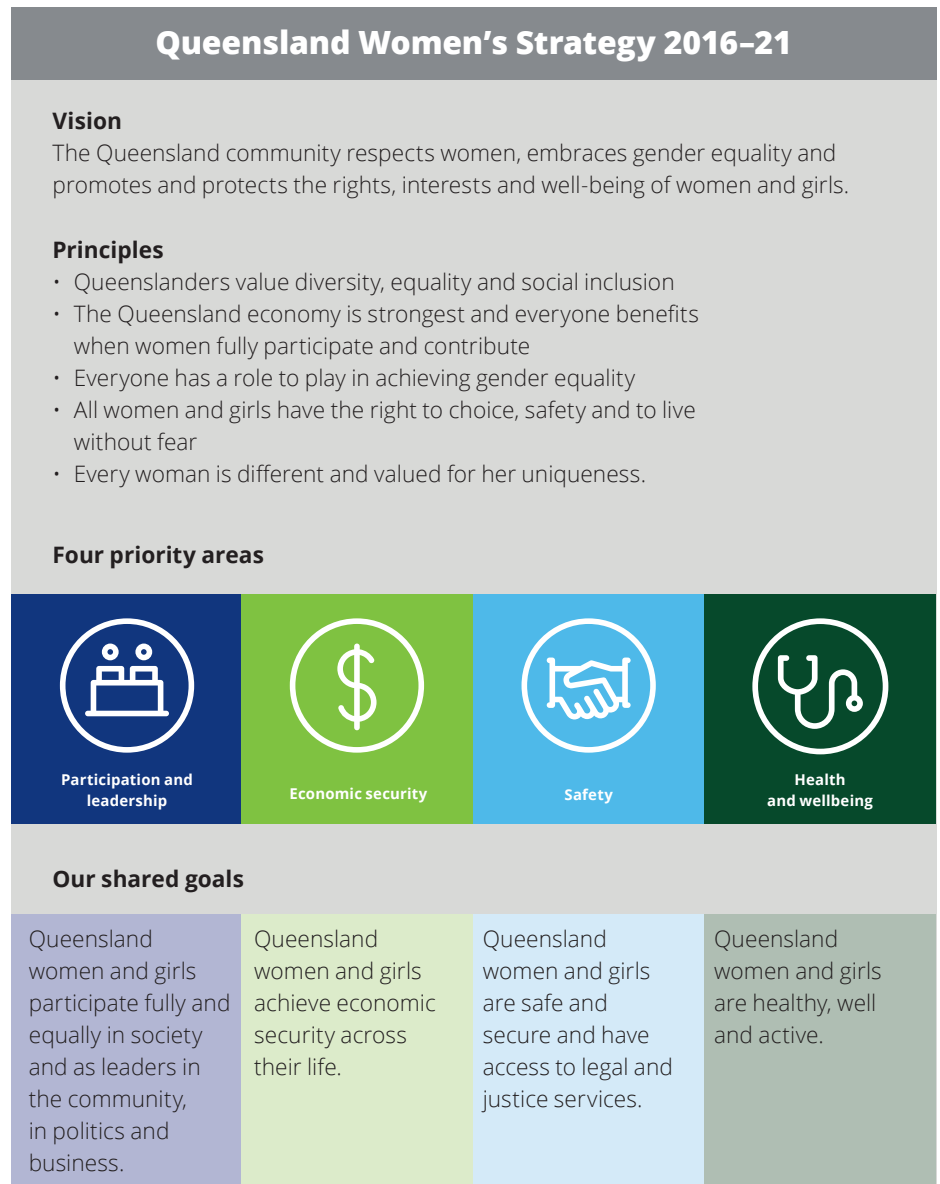 Queensland Women’s Strategy 2016–21
Vision
The Queensland community respects women, embraces gender equality and
promotes and protects the rights, interests and well-being of women and girls.
Principles
• Queenslanders value diversity, equality and social inclusion
• The Queensland economy is strongest and everyone benefits
when women fully participate and contribute
• Everyone has a role to play in achieving gender equality
• All women and girls have the right to choice, safety and to live
without fear
• Every woman is different and valued for her uniqueness.
Four priority areas
Participation and
leadership
Economic security
Safety
Health
and wellbeing
Our shared goals
Queensland
women and girls
participate fully and
equally in society
and as leaders in
the community,
in politics and
business.
Queensland
women and girls
achieve economic
security across
their life.
Queensland
women and girls
are safe and
secure and have
access to legal and
justice services.
Queensland
women and girls
are healthy, well
and active.